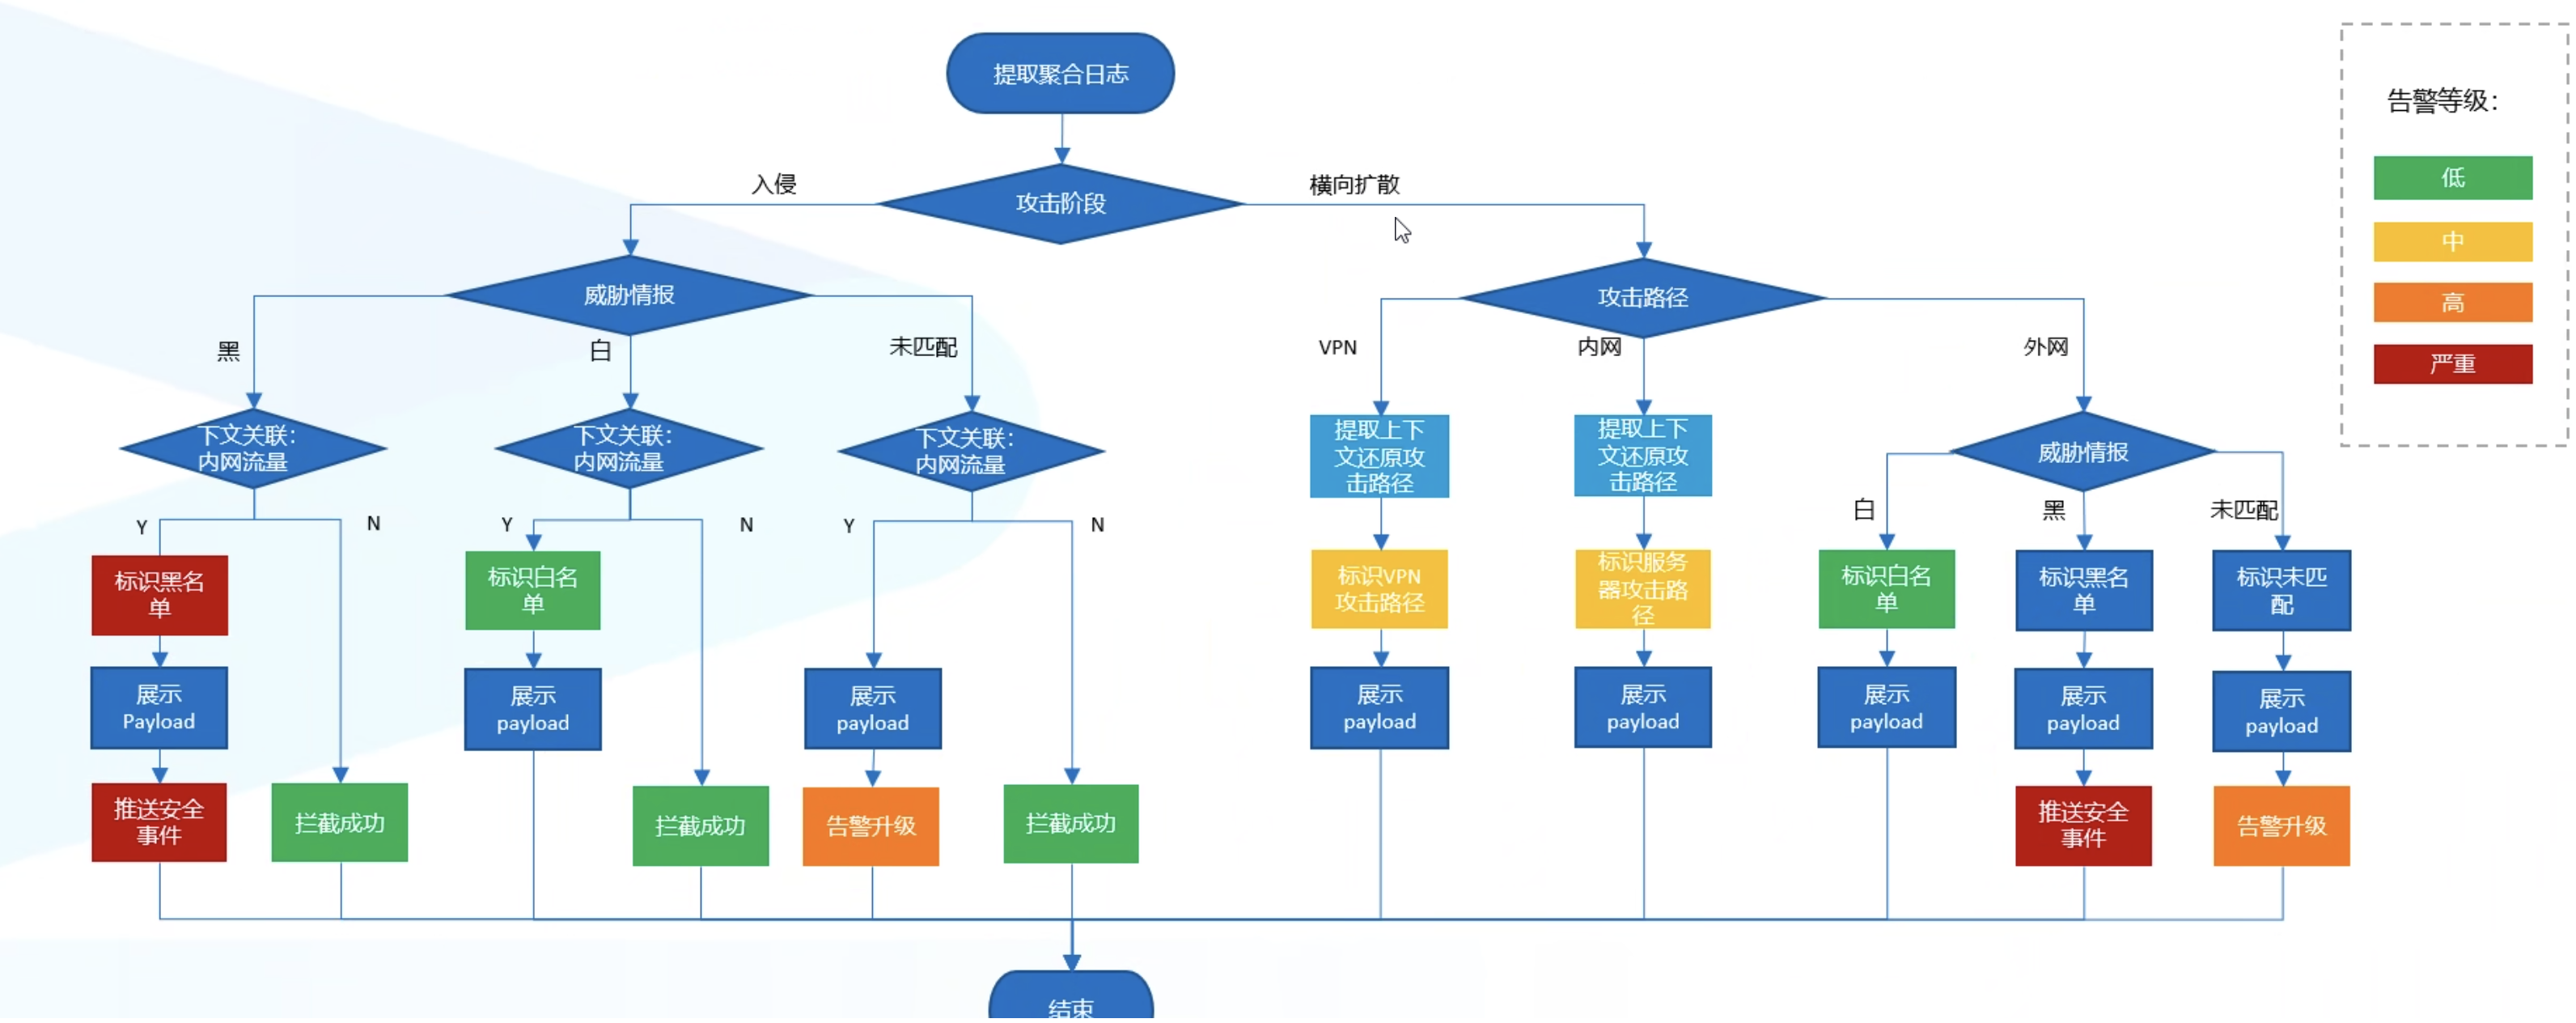 提取聚合日志
告警等级：
低
中
高
严重
入侵
攻击阶段
横向扩散
威胁情报
攻击路径
黑
白
未匹配
VPN
内网
外网
下文关联：
内网流量
下文关联：
内网流量
下文关联：
内网流量
提取上下
文还原攻
击路径
提取上下
文还原攻
击路径
威胁情报
白
黑
未匹配
Y
N
Y
N
Y
N
标识黑名
单
标识白名
单
标识VPN
攻击路径
标识服务
器攻击路
径
标识白名
单
标识黑名
单
标识未匹
配
展示
Payload
展示
payload
展示
payload
展示
payload
展示
payload
展示
payload
展示
payload
展示
payload
推送安全
事件
拦截成功
拦截成功
告警升级
拦截成功
推送安全
事件
告警升级
结束